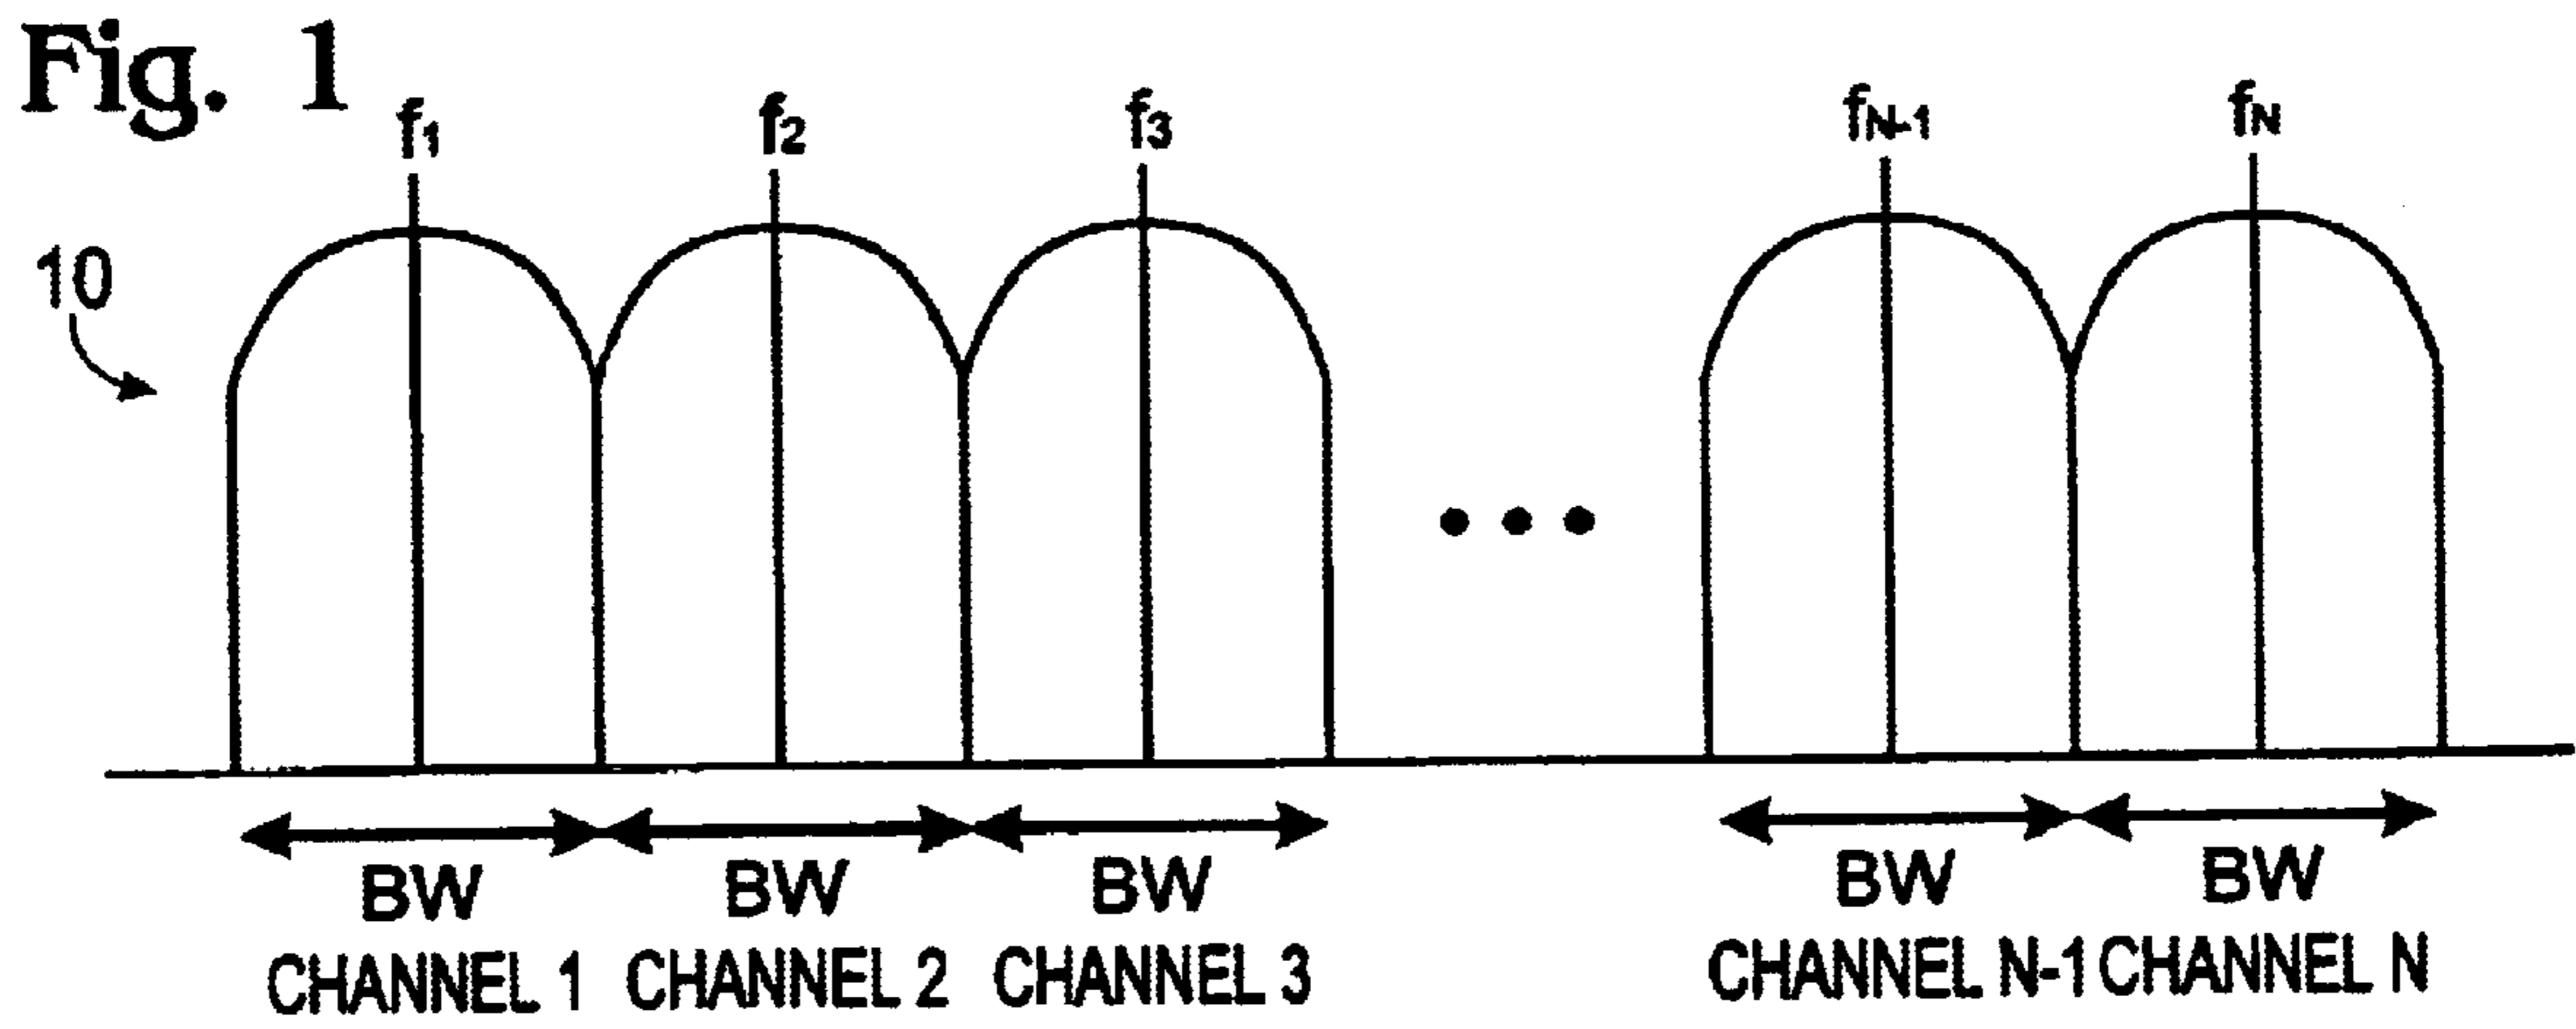 Fig. 1
f1 f2 f3 fN-1 fN
10
BW BW BW BW BW
CHANNEL 1 CHANNEL 2 CHANNEL 3 CHANNEL N-1 CHANNEL N